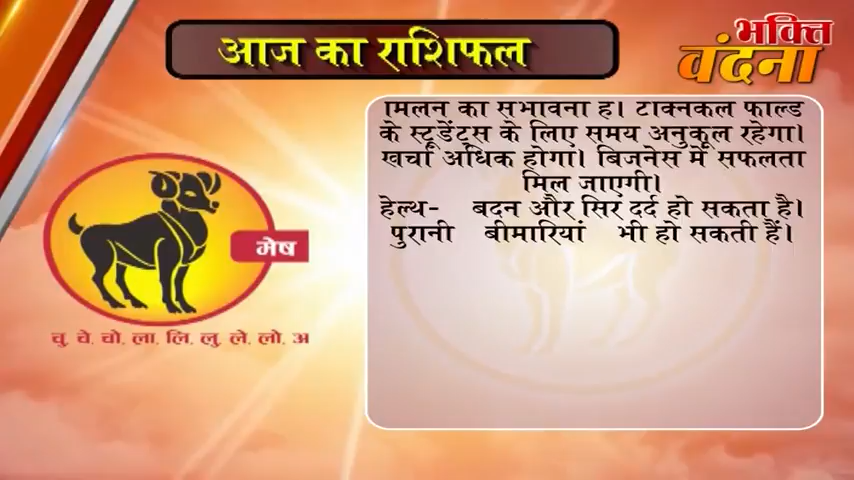 आज का राशिफल
भक्ति
वंदना
मिलन की संभावना है। टेक्निकल फील्ड
के स्टूडेंट्स के लिए समय अनुकूल रहेगा।
खर्चा अधिक होगा। बिजनेस में सफलता
मिल जाएगी।
हेल्थ- बदन और सिर दर्द हो सकता है।
पुरानी बीमारियां भी हो सकती हैं।
मेष
चु, चे, चो, ला, लि, लु, ले, लो, अ